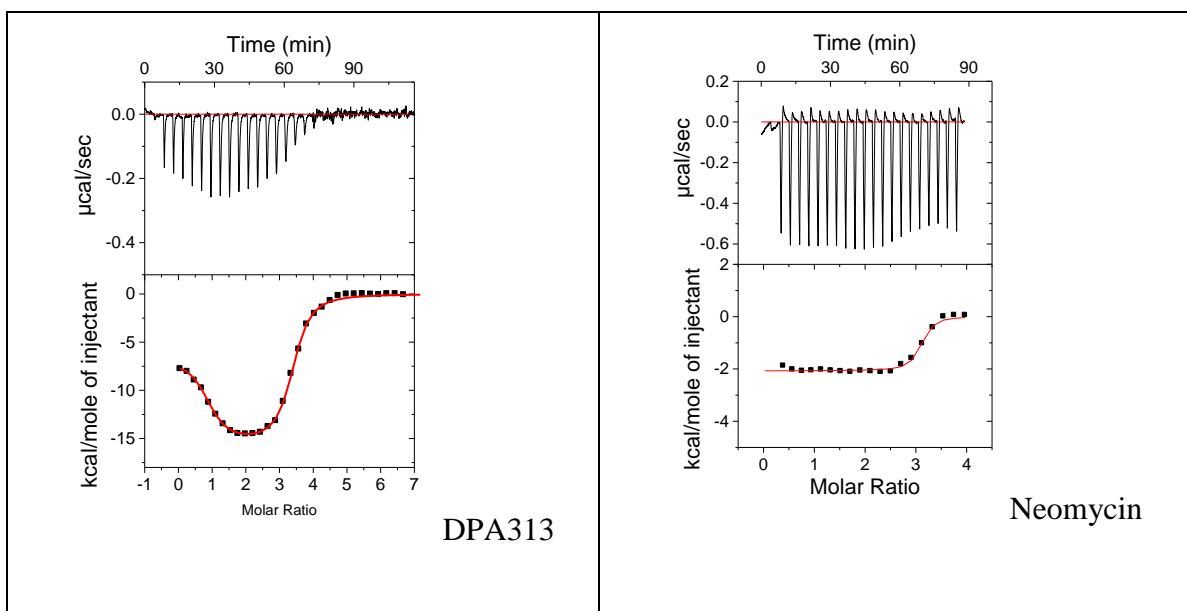 Time (min)
0 30 60 90
0.0
-0.2
-0.4
µcal/sec
0
-5
-10
-15
kcal/mole of injectant
-1 0 1 2 3 4 5 6 7
Molar Ratio
DPA313
Time (min)
0 30 60 90
0.2
0.0
-0.2
-0.4
-0.6
µcal/sec
2
0
-2
-4
kcal/mole of injectant
0 1 2 3 4
Molar Ratio
Neomycin